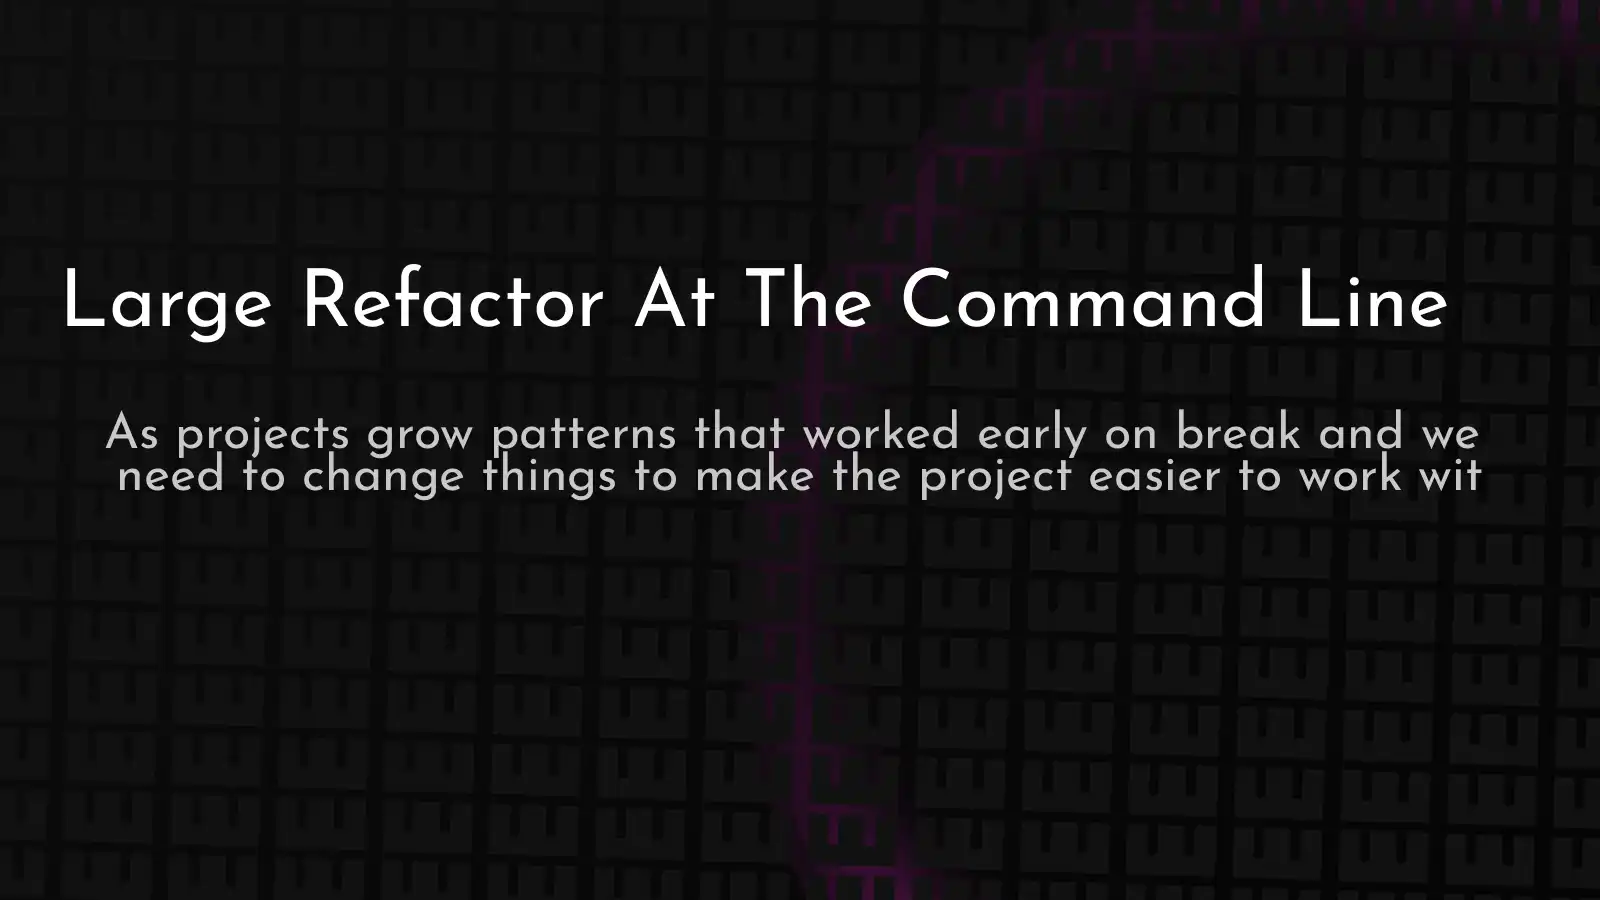 Large Refactor At The Command Line
As projects grow patterns that worked early on break and we
need to change things to make the project easier to work wit